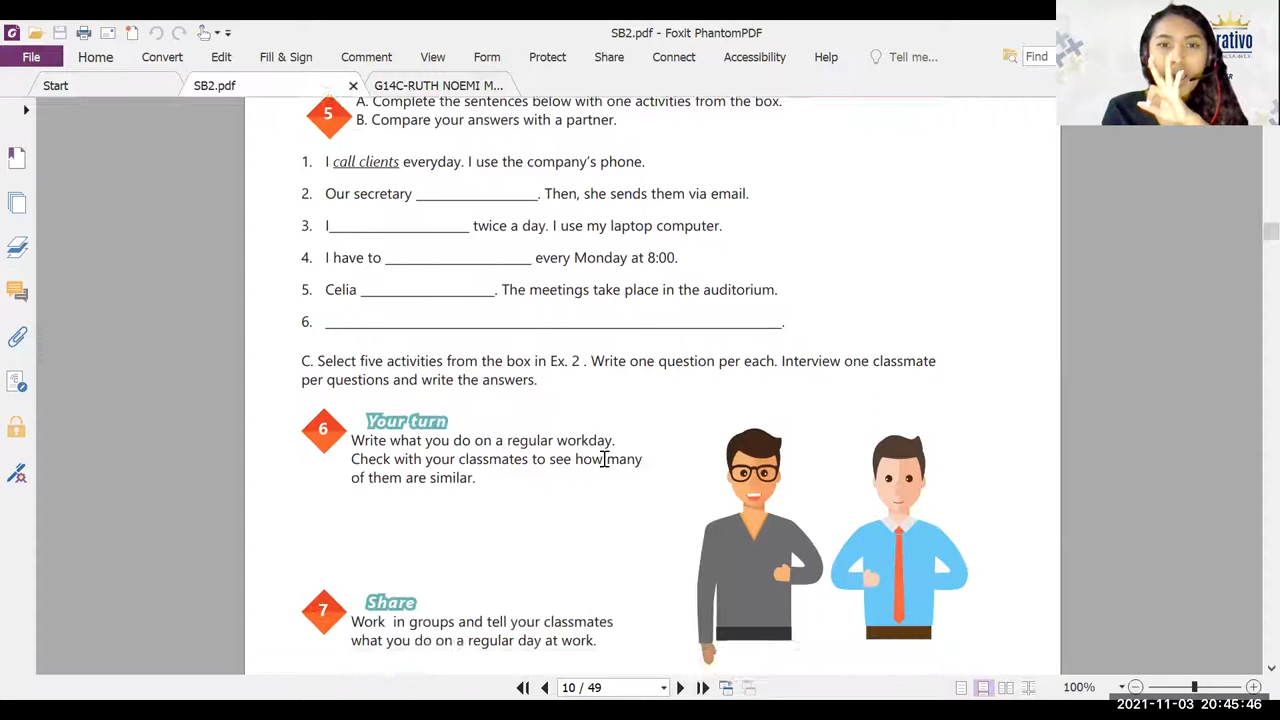 SB2.pdf - Foxit PhantomPDF
rativo
File Home Convert Edit Fill & Sign Comment View Form Protect Share Connect Accessibility Help Tell me... Find
Start SB2.pdf G14C-RUTH NOEMI M...
5 A. Complete the sentences below with one activities from the box.
B. Compare your answers with a partner.
1. I call clients everyday. I use the company's phone.
2. Our secretary ______________. Then, she sends them via email.
3. I________________ twice a day. I use my laptop computer.
4. I have to _________________ every Monday at 8:00.
5. Celia ________________. The meetings take place in the auditorium.
6. _____________________________________________________.
C. Select five activities from the box in Ex. 2 . Write one question per each. Interview one classmate
per questions and write the answers.
6 Your turn
Write what you do on a regular workday.
Check with your classmates to see how many
of them are similar.
7 Share
Work in groups and tell your classmates
what you do on a regular day at work.
10 / 49 100%
2021-11-03 20:45:46